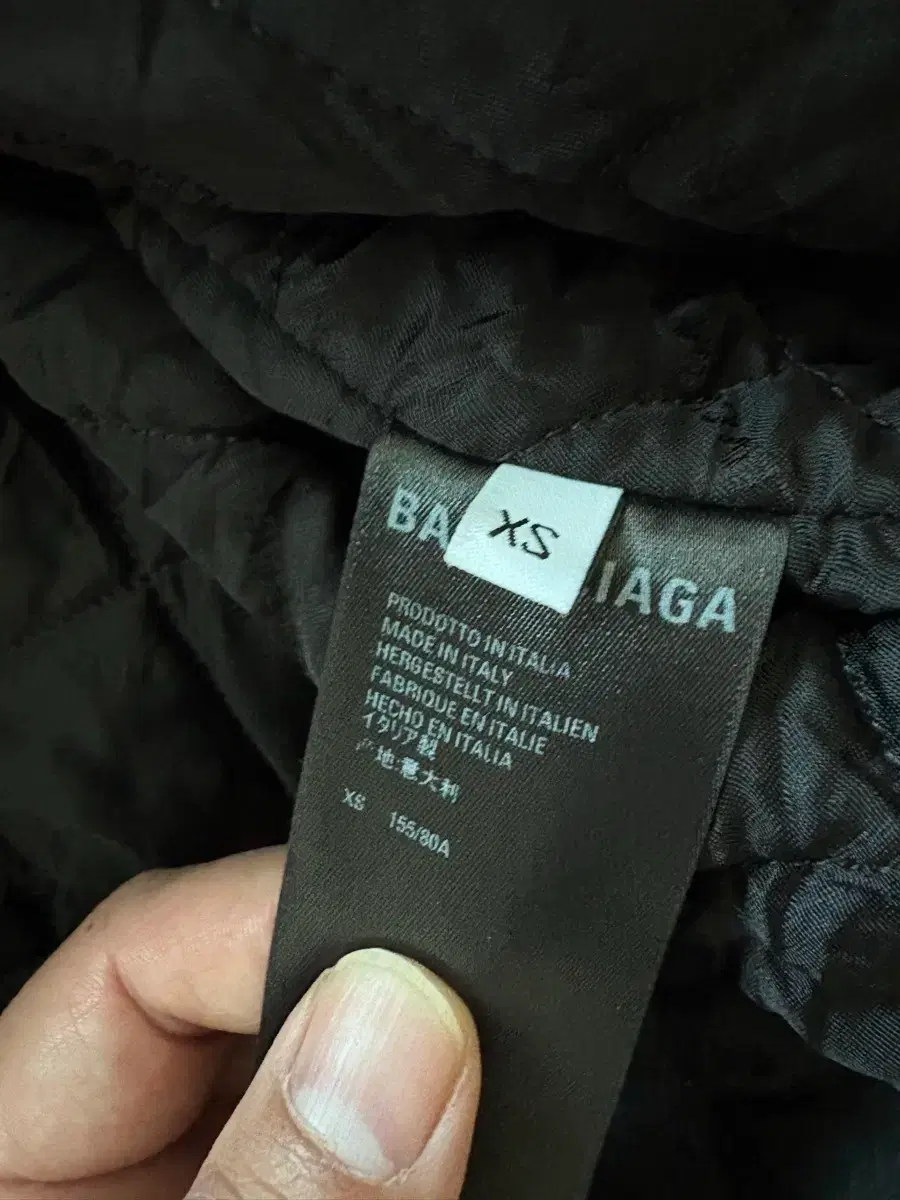 XS
BA IAGA
PRODOTTO IN ITALIA
MADE IN ITALY
HERGESTELLT IN ITALIEN
FABRIQUE EN ITALIE
HECHO EN ITALIA
イタリア製
产地:意大利
XS 155/80A